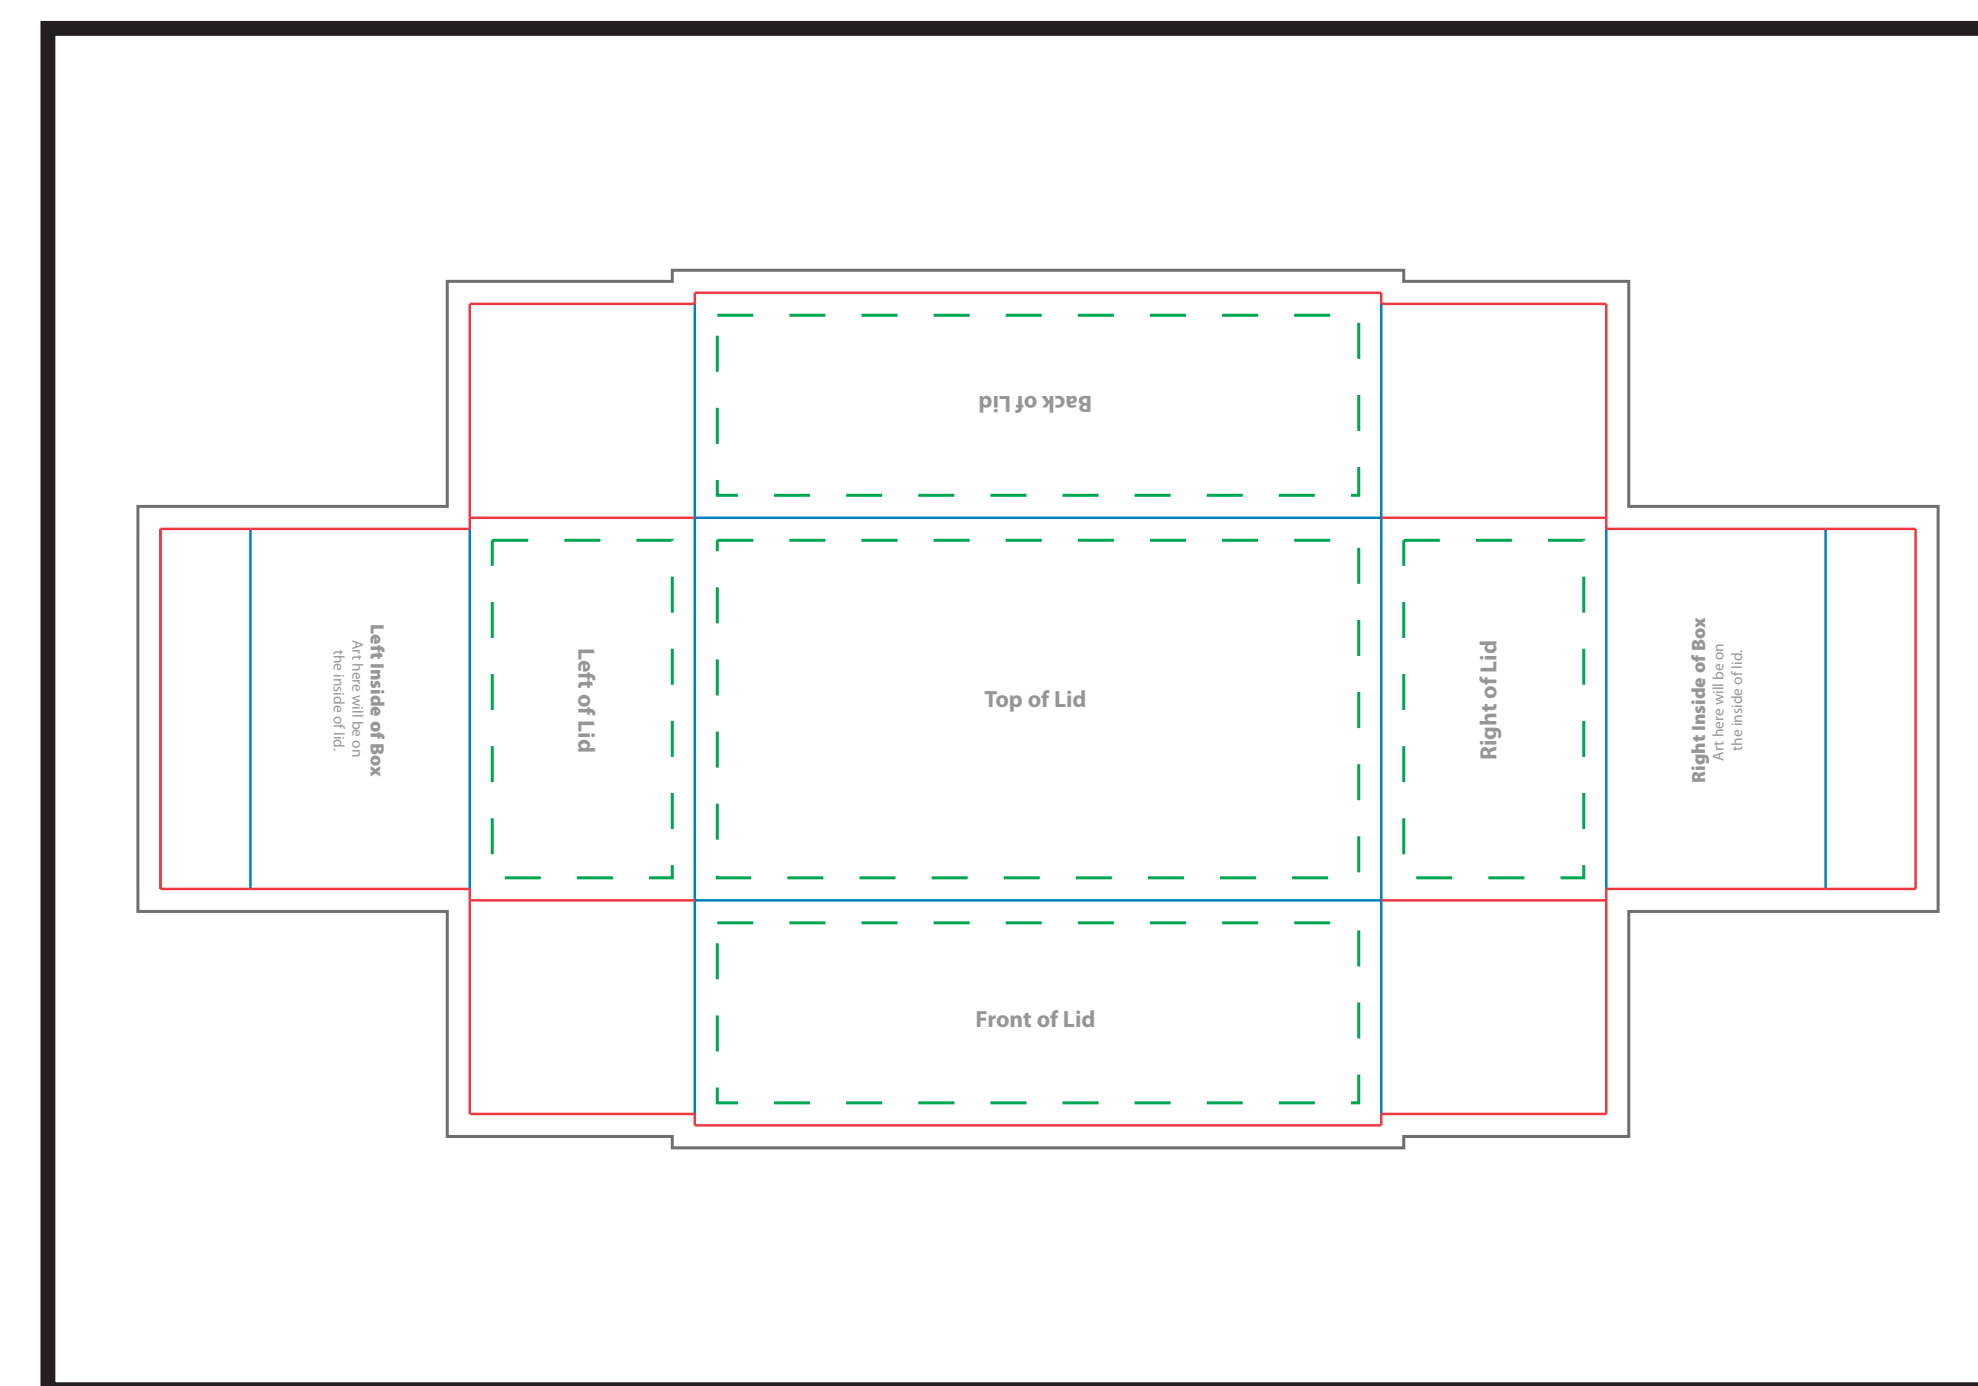 Back of Lid
Left Inside of Box
Art here will be on
the inside of lid.
Left of Lid
Top of Lid
Right of Lid
Right Inside of Box
Art here will be on
the inside of lid.
Front of Lid